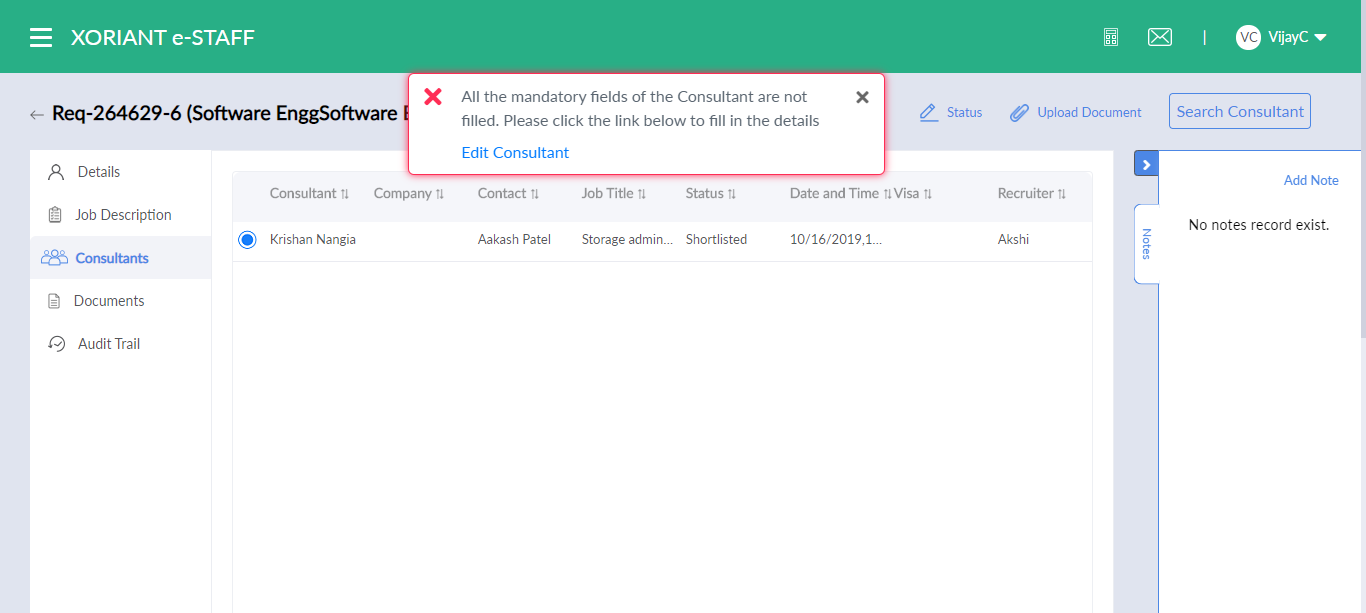 XORIANT e-STAFF
VC VijayC
Req-264629-6 (Software EnggSoftware
All the mandatory fields of the Consultant are not
filled. Please click the link below to fill in the details
Edit Consultant
Status
Upload Document
Search Consultant
Details
Job Description
Consultants
Documents
Audit Trail
Consultant Company Contact Job Title Status Date and Time Visa Recruiter
Krishan Nangia Aakash Patel Storage admin... Shortlisted 10/16/2019,1... Akshi
Add Note
Notes
No notes record exist.